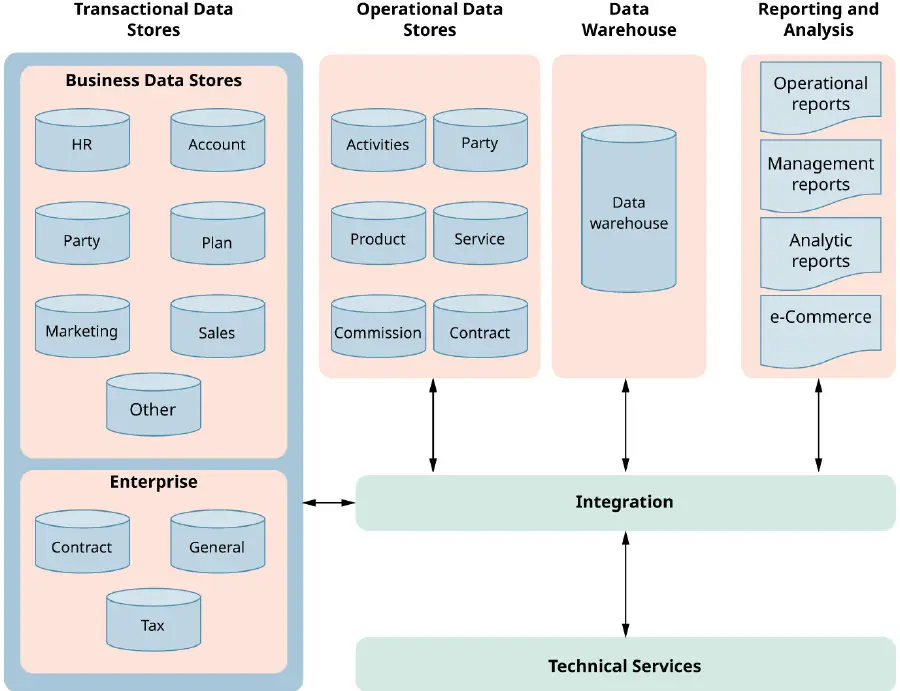 Transactional Data
Stores
Operational Data
Stores
Data
Warehouse
Reporting and
Analysis
Business Data Stores
HR
Account
Party
Plan
Marketing
Sales
Other
Enterprise
Contract
General
Tax
Activities
Party
Product
Service
Commission
Contract
Data
warehouse
Operational
reports
Management
reports
Analytic
reports
e-Commerce
Integration
Technical Services